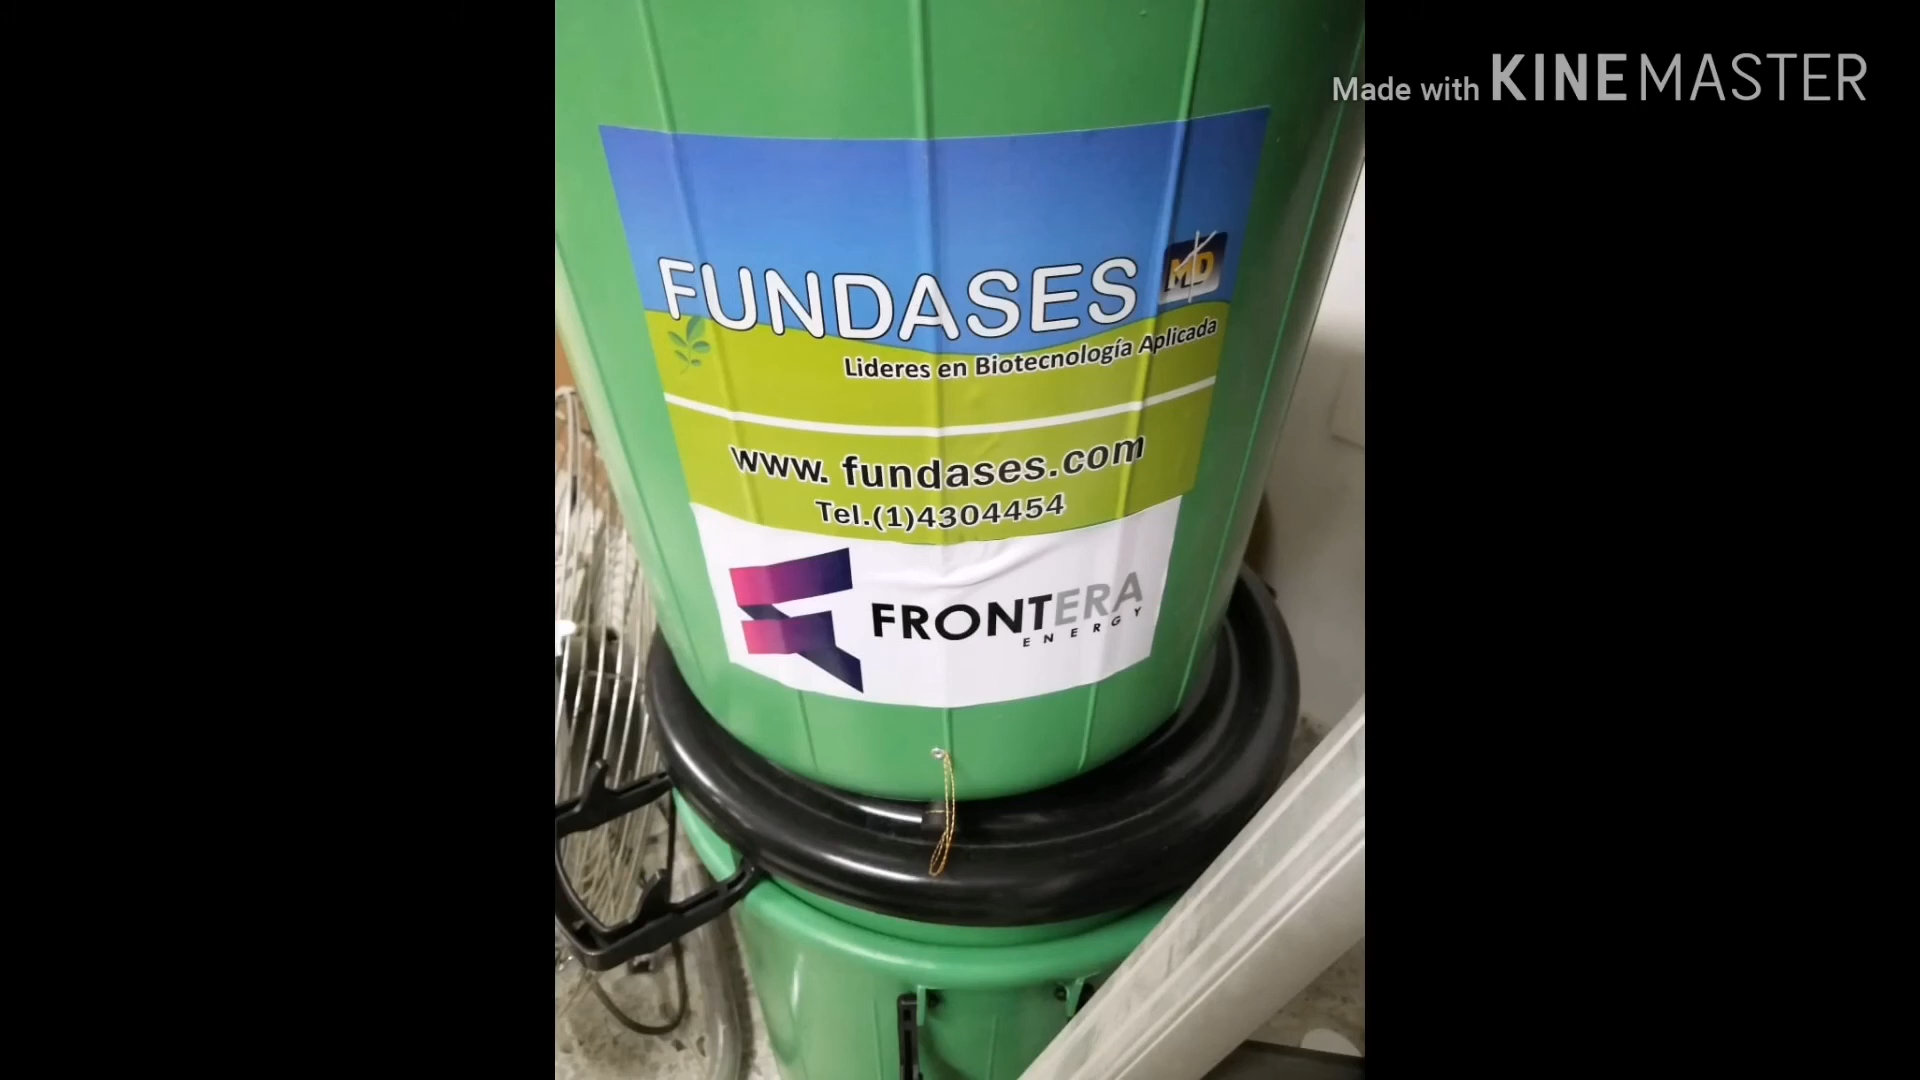 Made with KINEMASTER
FUNDASES MD
Lideres en Biotecnología Aplicada
www. fundases.com
Tel.(1)4304454
FRONTERA
ENERGY